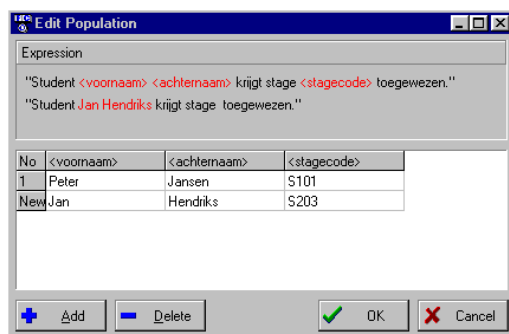 Edit Population
Expression
"Student <voornaam> <achternaam> krijgt stage <stagecode> toegewezen."
"Student Jan Hendriks krijgt stage  toegewezen."
No <voornaam> <achternaam> <stagecode>
1 Peter Jansen S101
New Jan Hendriks S203
Add Delete OK Cancel